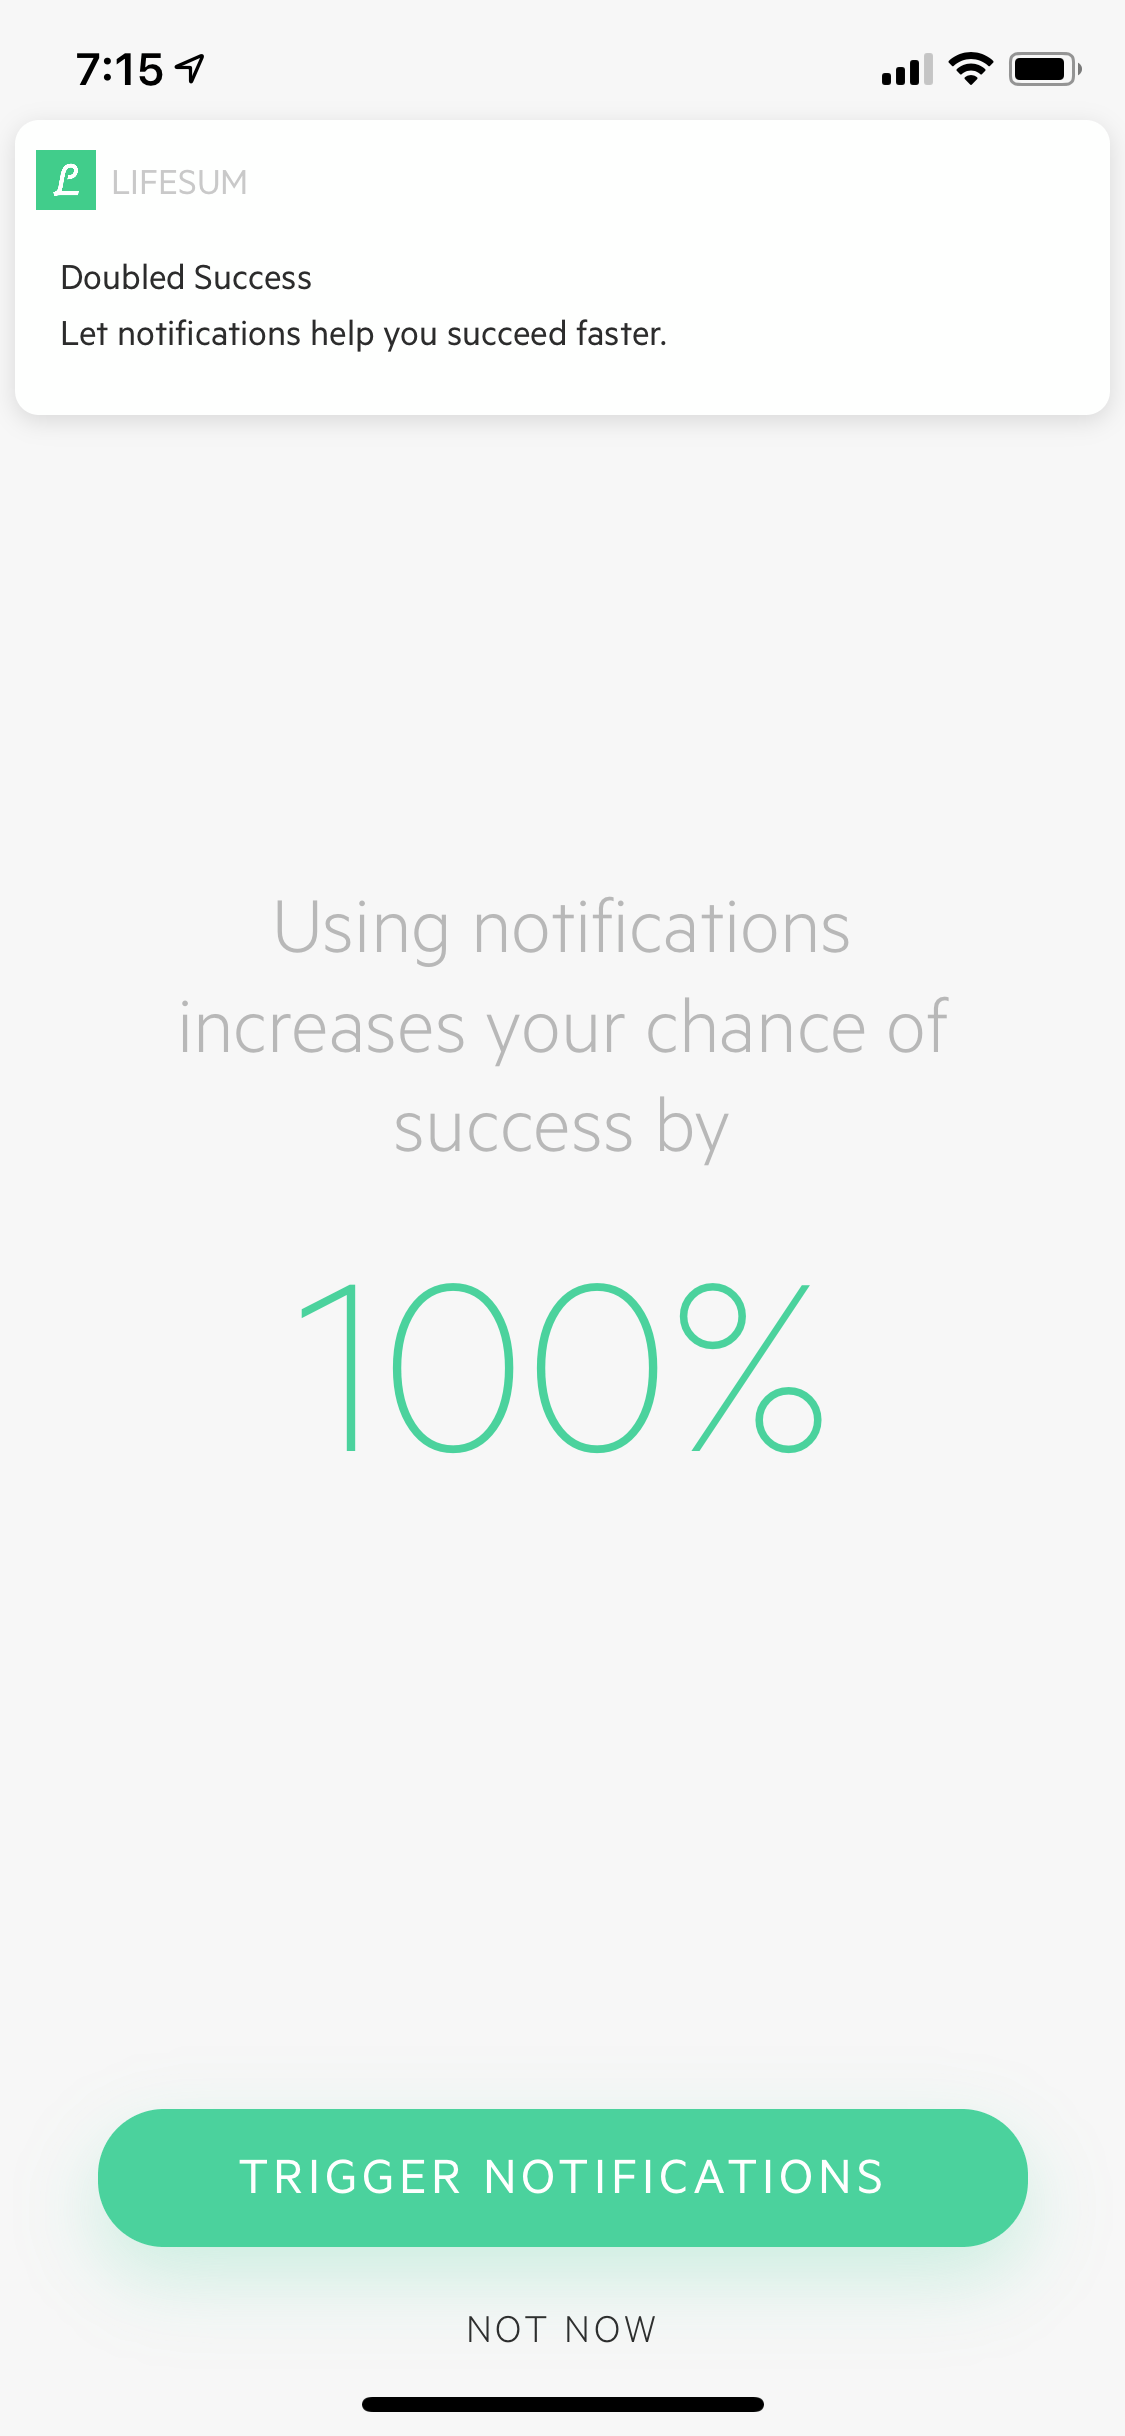 7:15
LIFESUM
Doubled Success
Let notifications help you succeed faster.
Using notifications
increases your chance of
success by
100%
TRIGGER NOTIFICATIONS
NOT NOW